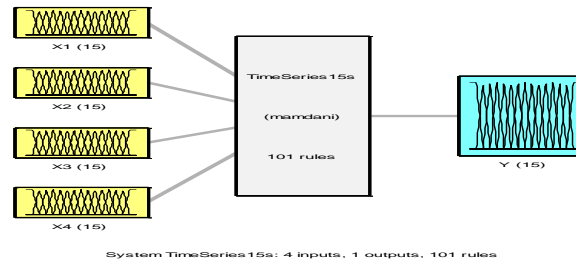 X1 (15)
X2 (15)
X3 (15)
X4 (15)
TimeSeries15s
(mamdani)
101 rules
Y (15)
System TimeSeries15s: 4 inputs, 1 outputs, 101 rules